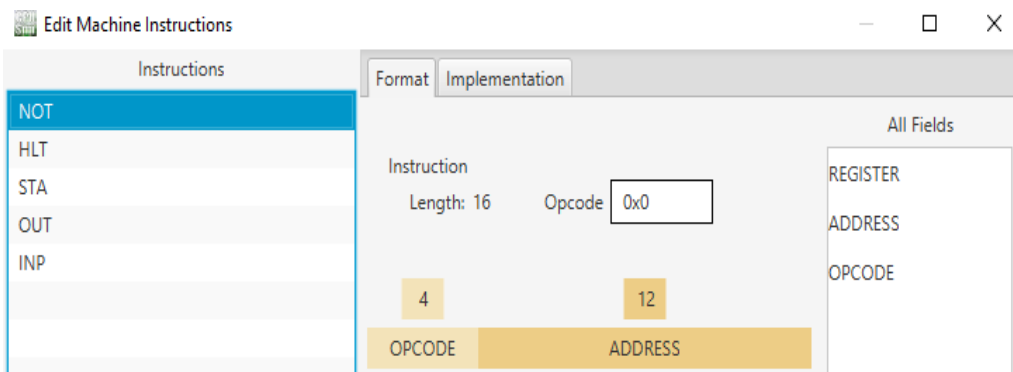 Edit Machine Instructions
Instructions
NOT
HLT
STA
OUT
INP
Format Implementation
Instruction
Length: 16 Opcode 0x0
4 12
OPCODE ADDRESS
All Fields
REGISTER
ADDRESS
OPCODE